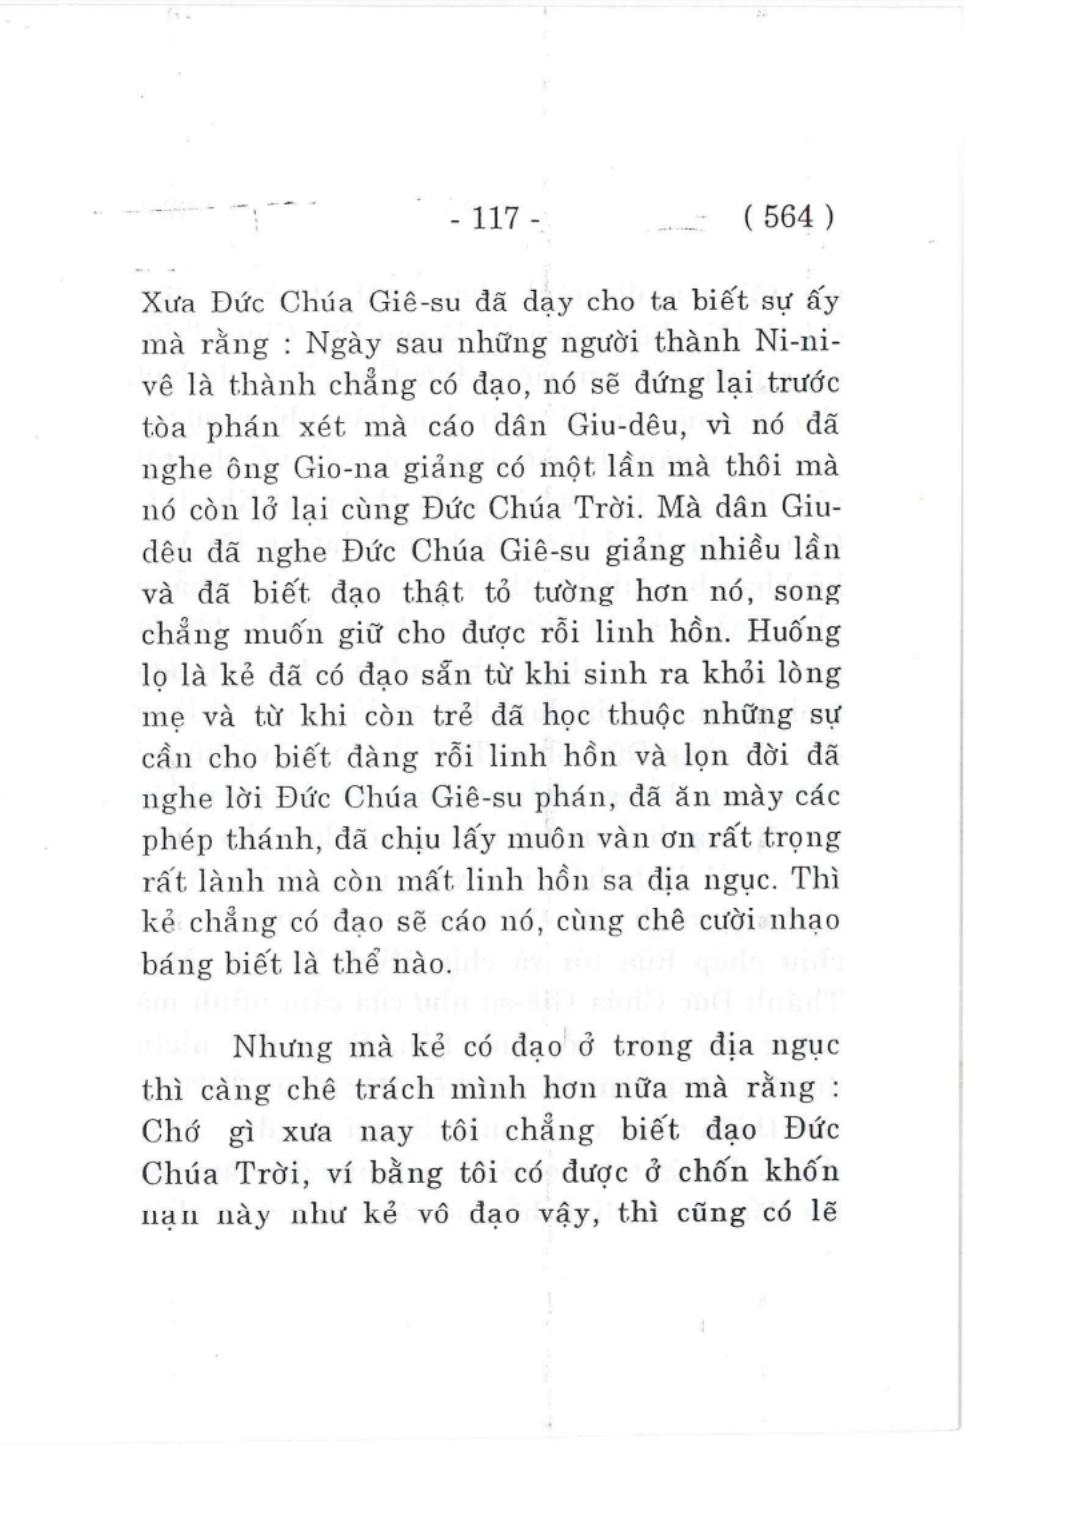 - 117 - ( 564 )
Xưa Đức Chúa Giê-su đã dạy cho ta biết sự ấy
mà rằng : Ngày sau những người thành Ni-ni-
vê là thành chẳng có đạo, nó sẽ đứng lại trước
tòa phán xét mà cáo dân Giu-dêu, vì nó đã
nghe ông Gio-na giảng có một lần mà thôi mà
nó còn lở lại cùng Đức Chúa Trời. Mà dân Giu-
dêu đã nghe Đức Chúa Giê-su giảng nhiều lần
và đã biết đạo thật tỏ tường hơn nó, song
chẳng muốn giữ cho được rỗi linh hồn. Huống
lọ là kẻ đã có đạo sẵn từ khi sinh ra khỏi lòng
mẹ và từ khi còn trẻ đã học thuộc những sự
cần cho biết đàng rỗi linh hồn và lọn đời đã
nghe lời Đức Chúa Giê-su phán, đã ăn mày các
phép thánh, đã chịu lấy muôn vàn ơn rất trọng
rất lành mà còn mất linh hồn sa địa ngục. Thì
kẻ chẳng có đạo sẽ cáo nó, cùng chê cười nhạo
báng biết là thể nào.
Nhưng mà kẻ có đạo ở trong địa ngục
thì càng chê trách mình hơn nữa mà rằng :
Chớ gì xưa nay tôi chẳng biết đạo Đức
Chúa Trời, ví bằng tôi có được ở chốn khốn
nạn này như kẻ vô đạo vậy, thì cũng có lẽ